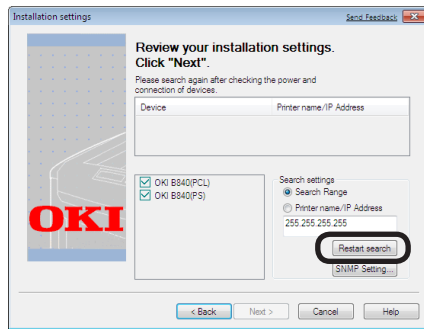 Installation settings
Send Feedback
Review your installation settings.
Click "Next".
Please search again after checking the power and
connection of devices.
Device
Printer name/IP Address
OKI B840(PCL)
OKI B840(PS)
Search settings
Search Range
Printer name/IP Address
255.255.255.255
Restart search
SNMP Setting...
OKI
< Back
Next >
Cancel
Help